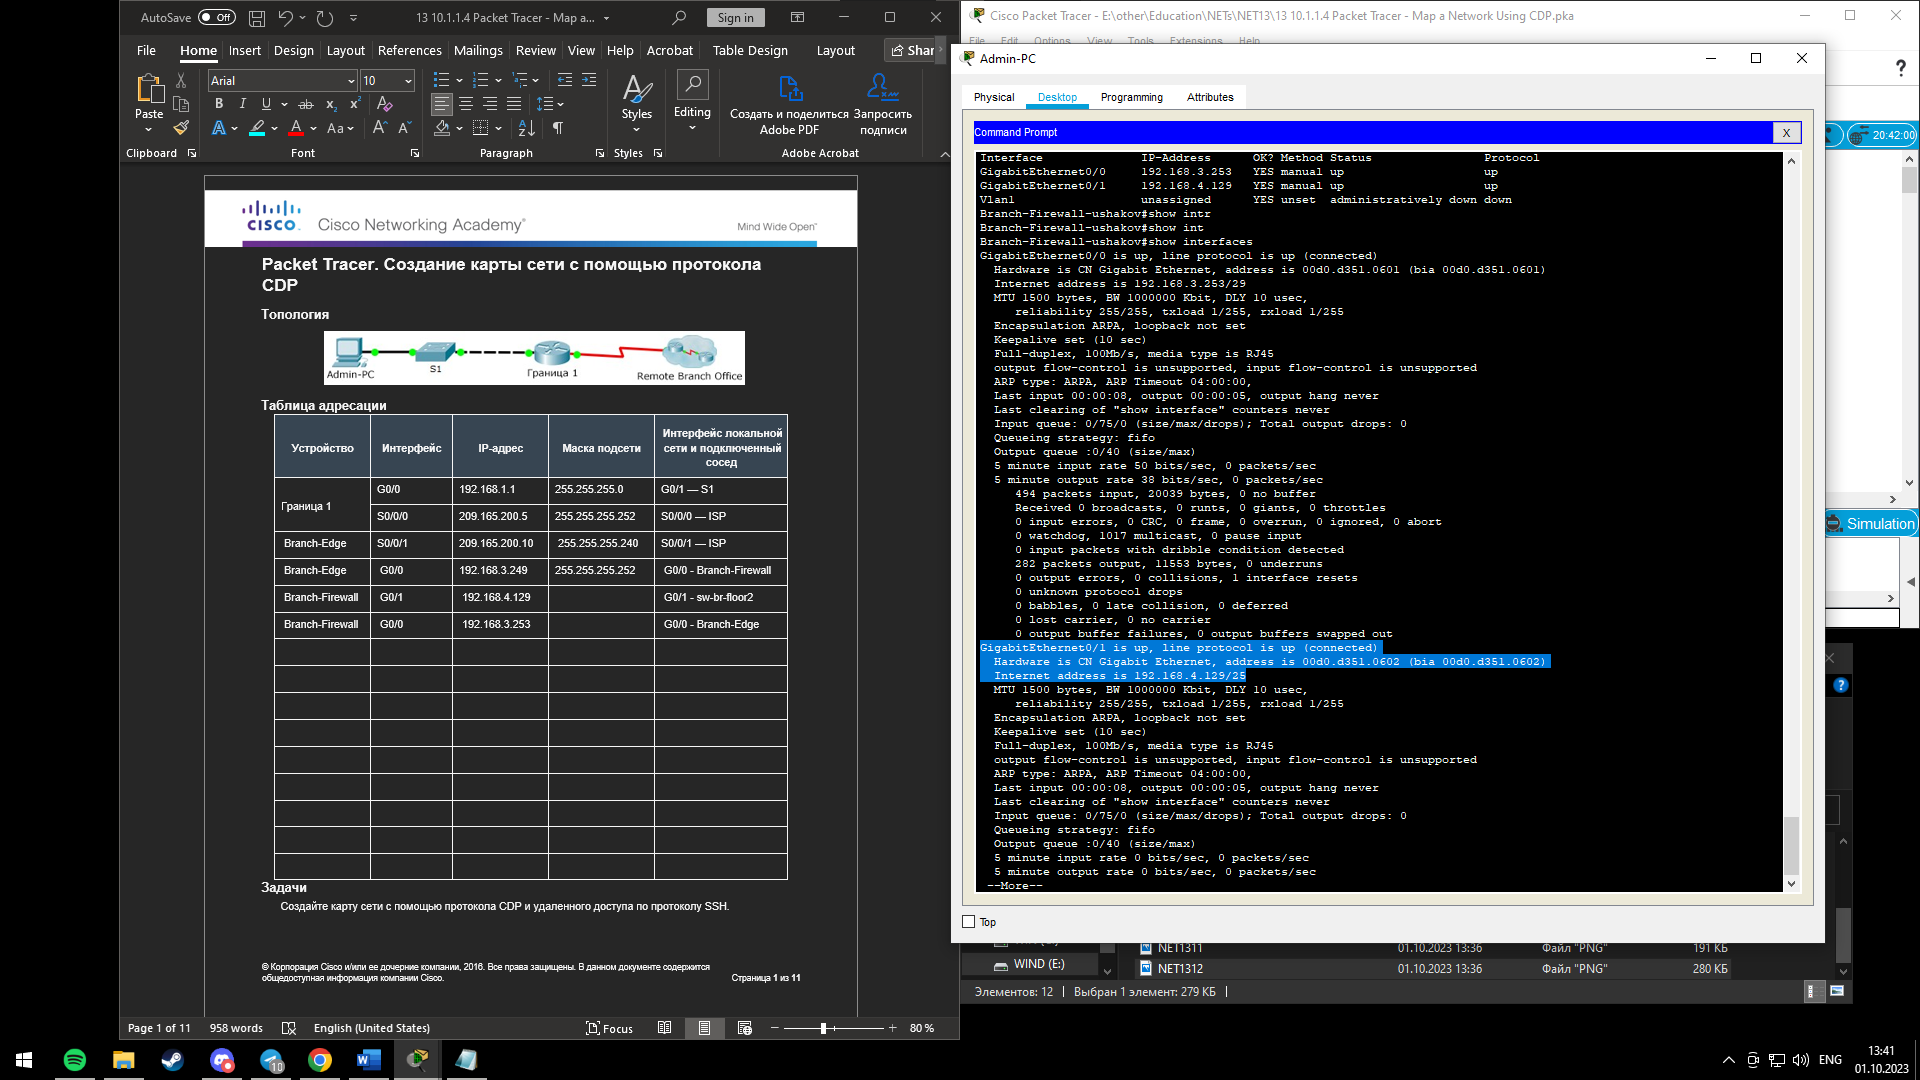 AutoSave Off 13 10.1.1.4 Packet Tracer - Map a... Sign in
File Home Insert Design Layout References Mailings Review View Help Acrobat Table Design Layout Shar
Arial 10
Paste
B I U ab x₂ x²
A A Aa A A
Styles
Editing
Создать и поделиться Adobe PDF
Запросить подписи
Clipboard Font Paragraph Styles Adobe Acrobat
CISCO Cisco Networking Academy® Mind Wide Open™
Packet Tracer. Создание карты сети с помощью протокола
CDP
Топология
Admin-PC S1 Граница 1 Remote Branch Office
Таблица адресации
Устройство Интерфейс IP-адрес Маска подсети Интерфейс локальной сети и подключенный сосед
Граница 1 G0/0 192.168.1.1 255.255.255.0 G0/1 — S1
S0/0/0 209.165.200.5 255.255.255.252 S0/0/0 — ISP
Branch-Edge S0/0/1 209.165.200.10 255.255.255.240 S0/0/1 — ISP
Branch-Edge G0/0 192.168.3.249 255.255.255.252 G0/0 - Branch-Firewall
Branch-Firewall G0/1 192.168.4.129 G0/1 - sw-br-floor2
Branch-Firewall G0/0 192.168.3.253 G0/0 - Branch-Edge
Задачи
Создайте карту сети с помощью протокола CDP и удаленного доступа по протоколу SSH.
© Корпорация Cisco и/или ее дочерние компании, 2016. Все права защищены. В данном документе содержится
общедоступная информация компании Cisco. Страница 1 из 11
Page 1 of 11 958 words English (United States) Focus 80 %
Cisco Packet Tracer - E:\other\Education\NETs\NET13\13 10.1.1.4 Packet Tracer - Map a Network Using CDP.pka
File Edit Options View Tools Extensions Help
Admin-PC
Physical Desktop Programming Attributes
Command Prompt X
Interface IP-Address OK? Method Status Protocol
GigabitEthernet0/0 192.168.3.253 YES manual up up
GigabitEthernet0/1 192.168.4.129 YES manual up up
Vlan1 unassigned YES unset administratively down down
Branch-Firewall-ushakov#show intr
Branch-Firewall-ushakov#show int
Branch-Firewall-ushakov#show interfaces
GigabitEthernet0/0 is up, line protocol is up (connected)
Hardware is CN Gigabit Ethernet, address is 00d0.d351.0601 (bia 00d0.d351.0601)
Internet address is 192.168.3.253/29
MTU 1500 bytes, BW 1000000 Kbit, DLY 10 usec,
reliability 255/255, txload 1/255, rxload 1/255
Encapsulation ARPA, loopback not set
Keepalive set (10 sec)
Full-duplex, 100Mb/s, media type is RJ45
output flow-control is unsupported, input flow-control is unsupported
ARP type: ARPA, ARP Timeout 04:00:00,
Last input 00:00:08, output 00:00:05, output hang never
Last clearing of "show interface" counters never
Input queue: 0/75/0 (size/max/drops); Total output drops: 0
Queueing strategy: fifo
Output queue :0/40 (size/max)
5 minute input rate 50 bits/sec, 0 packets/sec
5 minute output rate 38 bits/sec, 0 packets/sec
494 packets input, 20039 bytes, 0 no buffer
Received 0 broadcasts, 0 runts, 0 giants, 0 throttles
0 input errors, 0 CRC, 0 frame, 0 overrun, 0 ignored, 0 abort
0 watchdog, 1017 multicast, 0 pause input
0 input packets with dribble condition detected
282 packets output, 11553 bytes, 0 underruns
0 output errors, 0 collisions, 1 interface resets
0 unknown protocol drops
0 babbles, 0 late collision, 0 deferred
0 lost carrier, 0 no carrier
0 output buffer failures, 0 output buffers swapped out
GigabitEthernet0/1 is up, line protocol is up (connected)
Hardware is CN Gigabit Ethernet, address is 00d0.d351.0602 (bia 00d0.d351.0602)
Internet address is 192.168.4.129/25
MTU 1500 bytes, BW 1000000 Kbit, DLY 10 usec,
reliability 255/255, txload 1/255, rxload 1/255
Encapsulation ARPA, loopback not set
Keepalive set (10 sec)
Full-duplex, 100Mb/s, media type is RJ45
output flow-control is unsupported, input flow-control is unsupported
ARP type: ARPA, ARP Timeout 04:00:00,
Last input 00:00:08, output 00:00:05, output hang never
Last clearing of "show interface" counters never
Input queue: 0/75/0 (size/max/drops); Total output drops: 0
Queueing strategy: fifo
Output queue :0/40 (size/max)
5 minute input rate 0 bits/sec, 0 packets/sec
5 minute output rate 0 bits/sec, 0 packets/sec
--More--
Top
20:42:00
Simulation
NET1311 01.10.2023 13:36 Файл "PNG" 191 КБ
WIND (E:) NET1312 01.10.2023 13:36 Файл "PNG" 280 КБ
Элементов: 12 Выбран 1 элемент: 279 КБ
10
ENG 13:41
01.10.2023